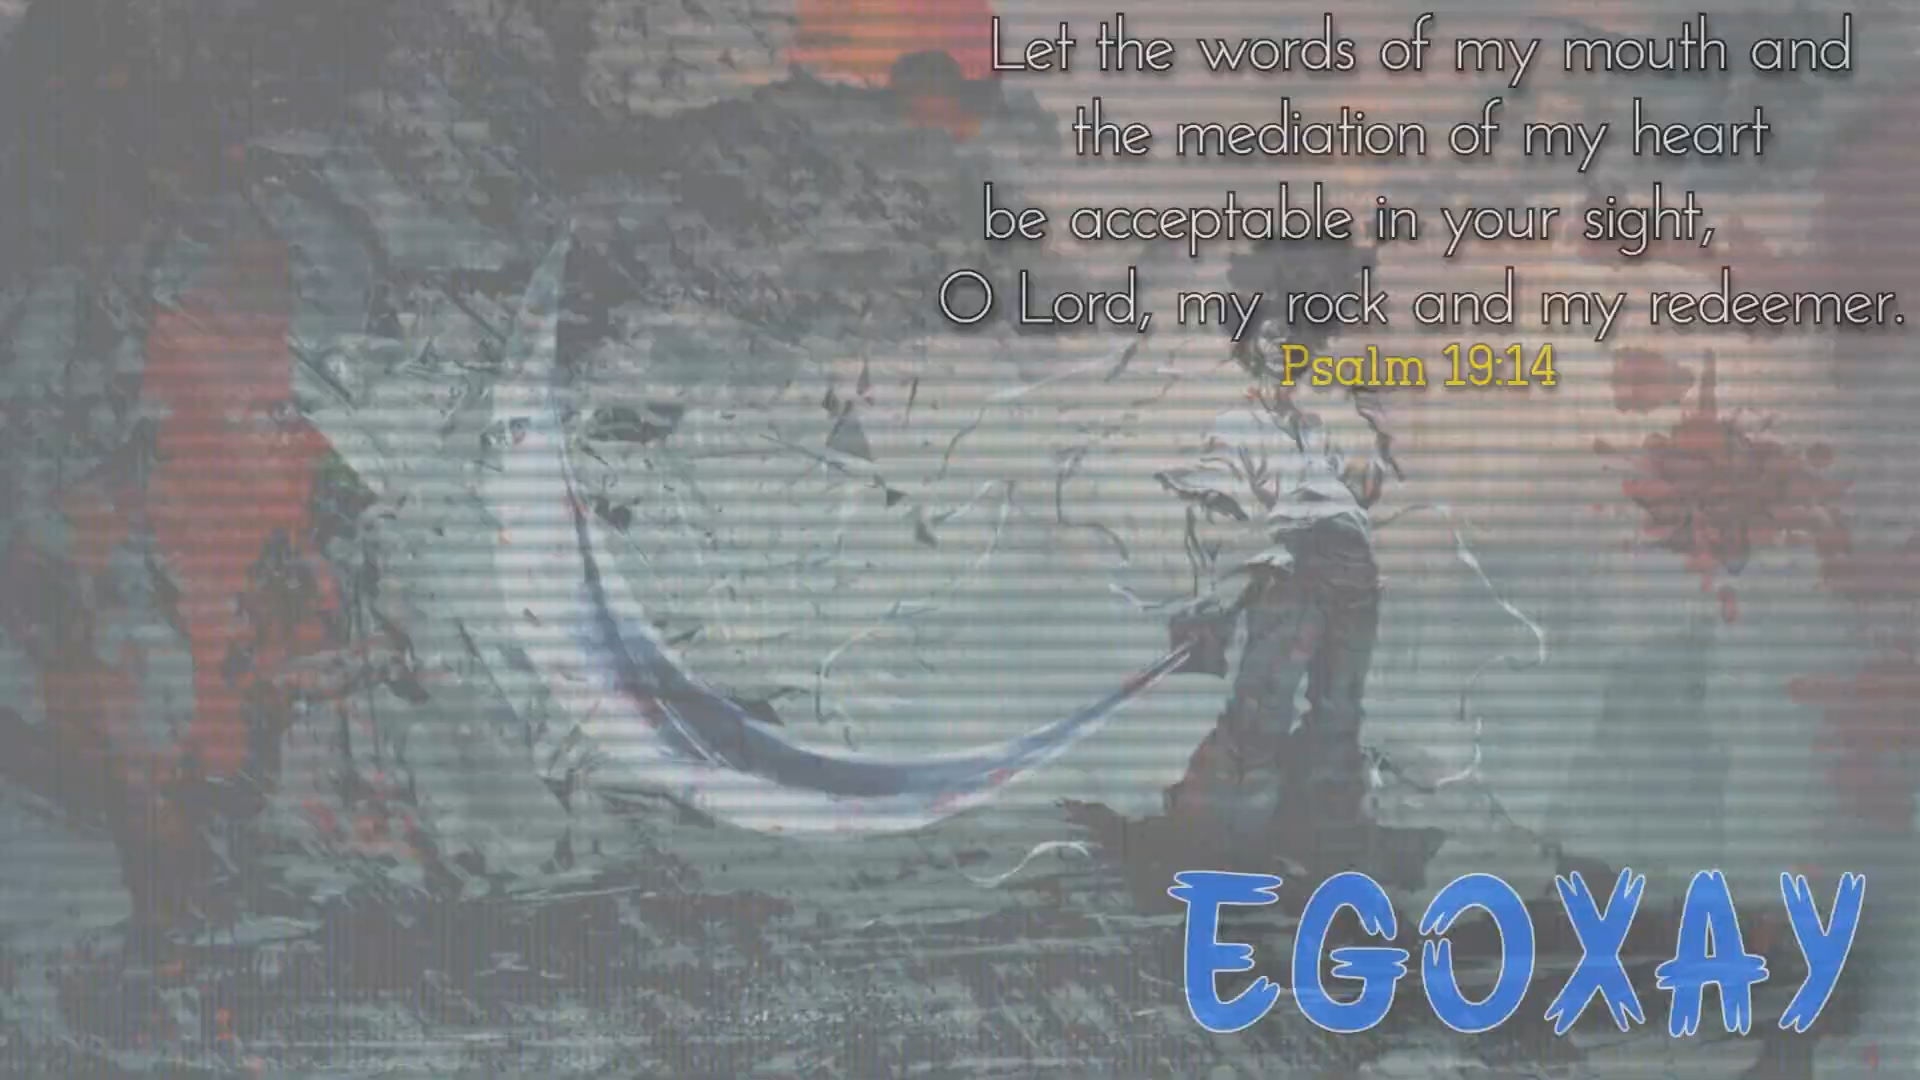 Let the words of my mouth and
the mediation of my heart
be acceptable in your sight,
O Lord, my rock and my redeemer.
Psalm 19:14
EGOXAY